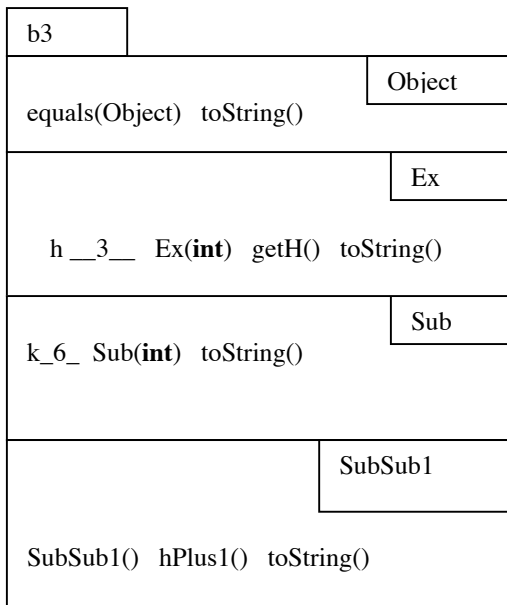 b3
Object
equals(Object) toString()
Ex
h __3__ Ex(int) getH() toString()
Sub
k_6_ Sub(int) toString()
SubSub1
SubSub1() hPlus1() toString()